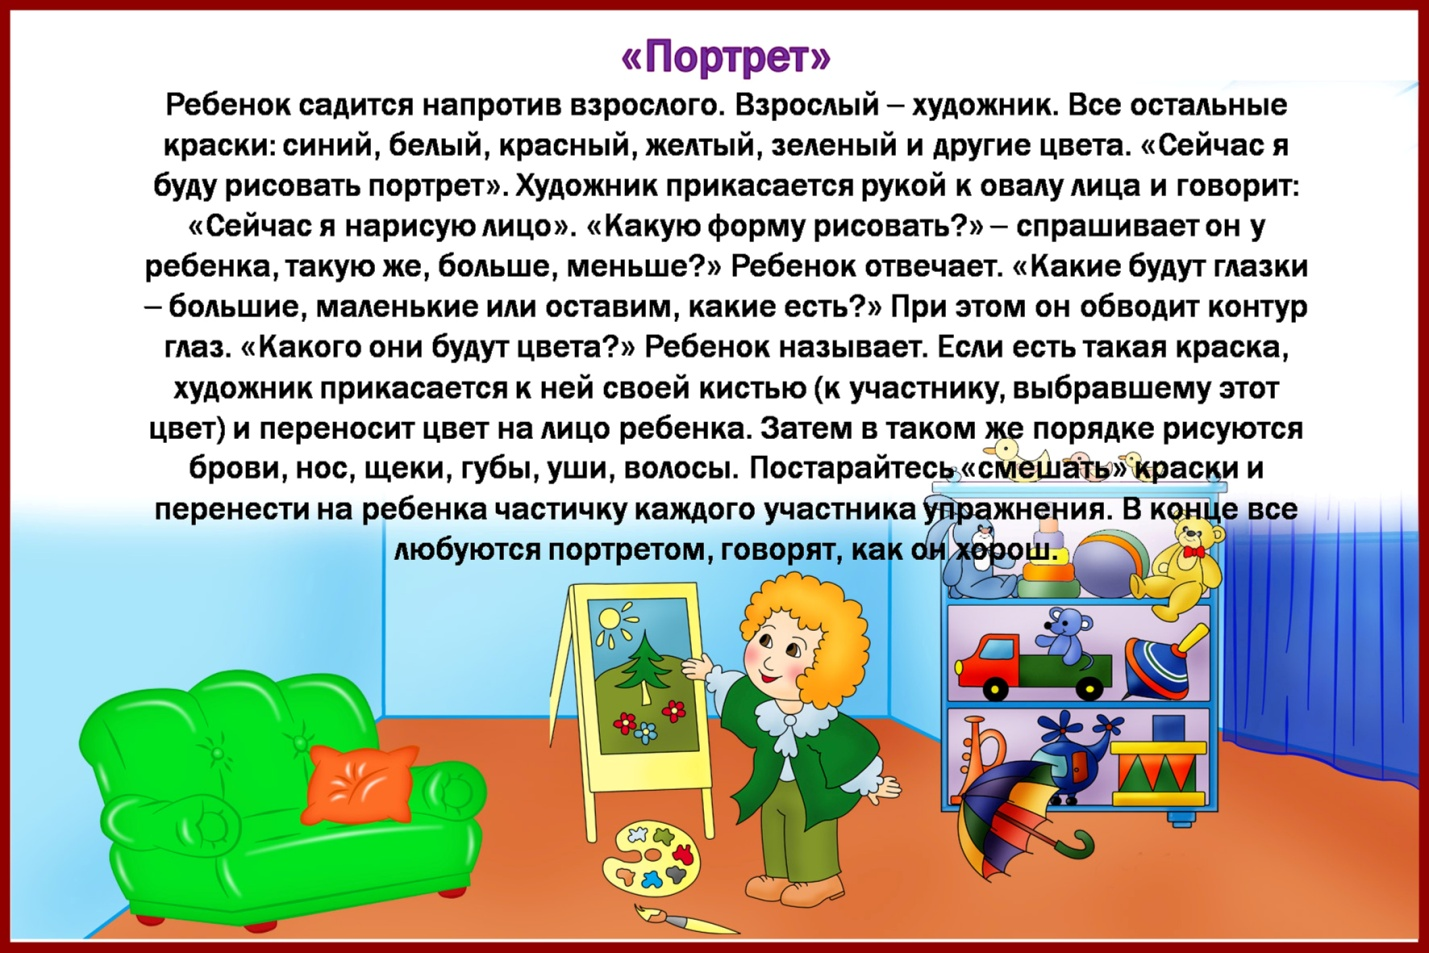 «Портрет»
Ребенок садится напротив взрослого. Взрослый – художник. Все остальные
краски: синий, белый, красный, желтый, зеленый и другие цвета. «Сейчас я
буду рисовать портрет». Художник прикасается рукой к овалу лица и говорит:
«Сейчас я нарисую лицо». «Какую форму рисовать?» – спрашивает он у
ребенка, такую же, больше, меньше?» Ребенок отвечает. «Какие будут глазки
– большие, маленькие или оставим, какие есть?» При этом он обводит контур
глаз. «Какого они будут цвета?» Ребенок называет. Если есть такая краска,
художник прикасается к ней своей кистью (к участнику, выбравшему этот
цвет) и переносит цвет на лицо ребенка. Затем в таком же порядке рисуются
брови, нос, щеки, губы, уши, волосы. Постарайтесь «смешать» краски и
перенести на ребенка частичку каждого участника упражнения. В конце все
любуются портретом, говорят, как он хорош.